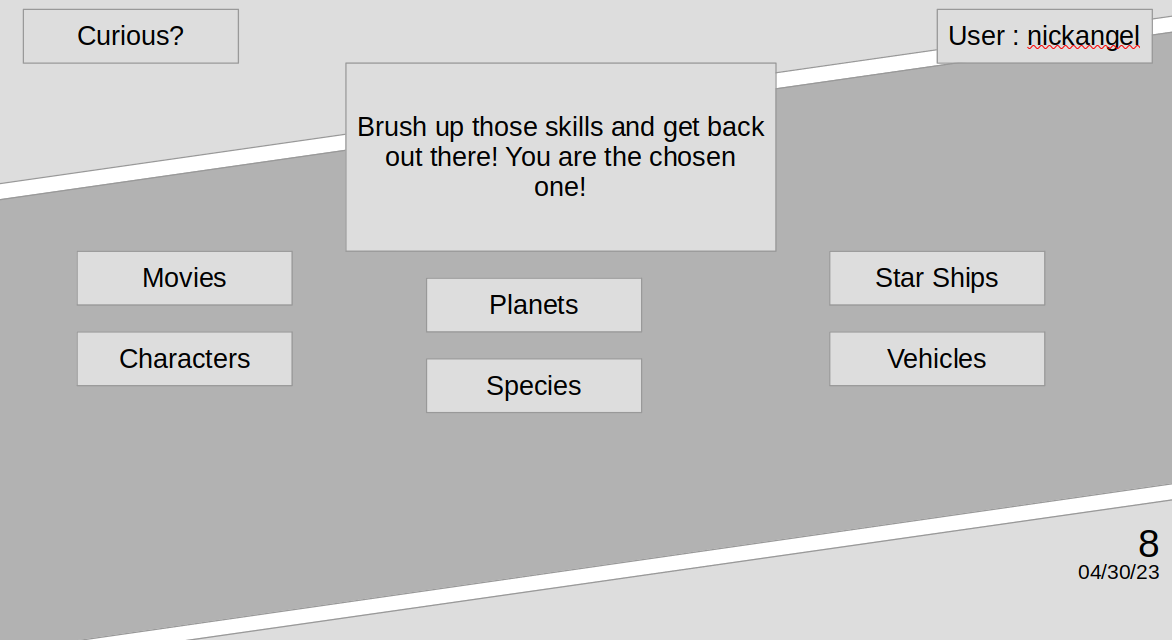 Curious?
User : nickangel
Brush up those skills and get back
out there! You are the chosen
one!
Movies
Planets
Star Ships
Characters
Species
Vehicles
8
04/30/23